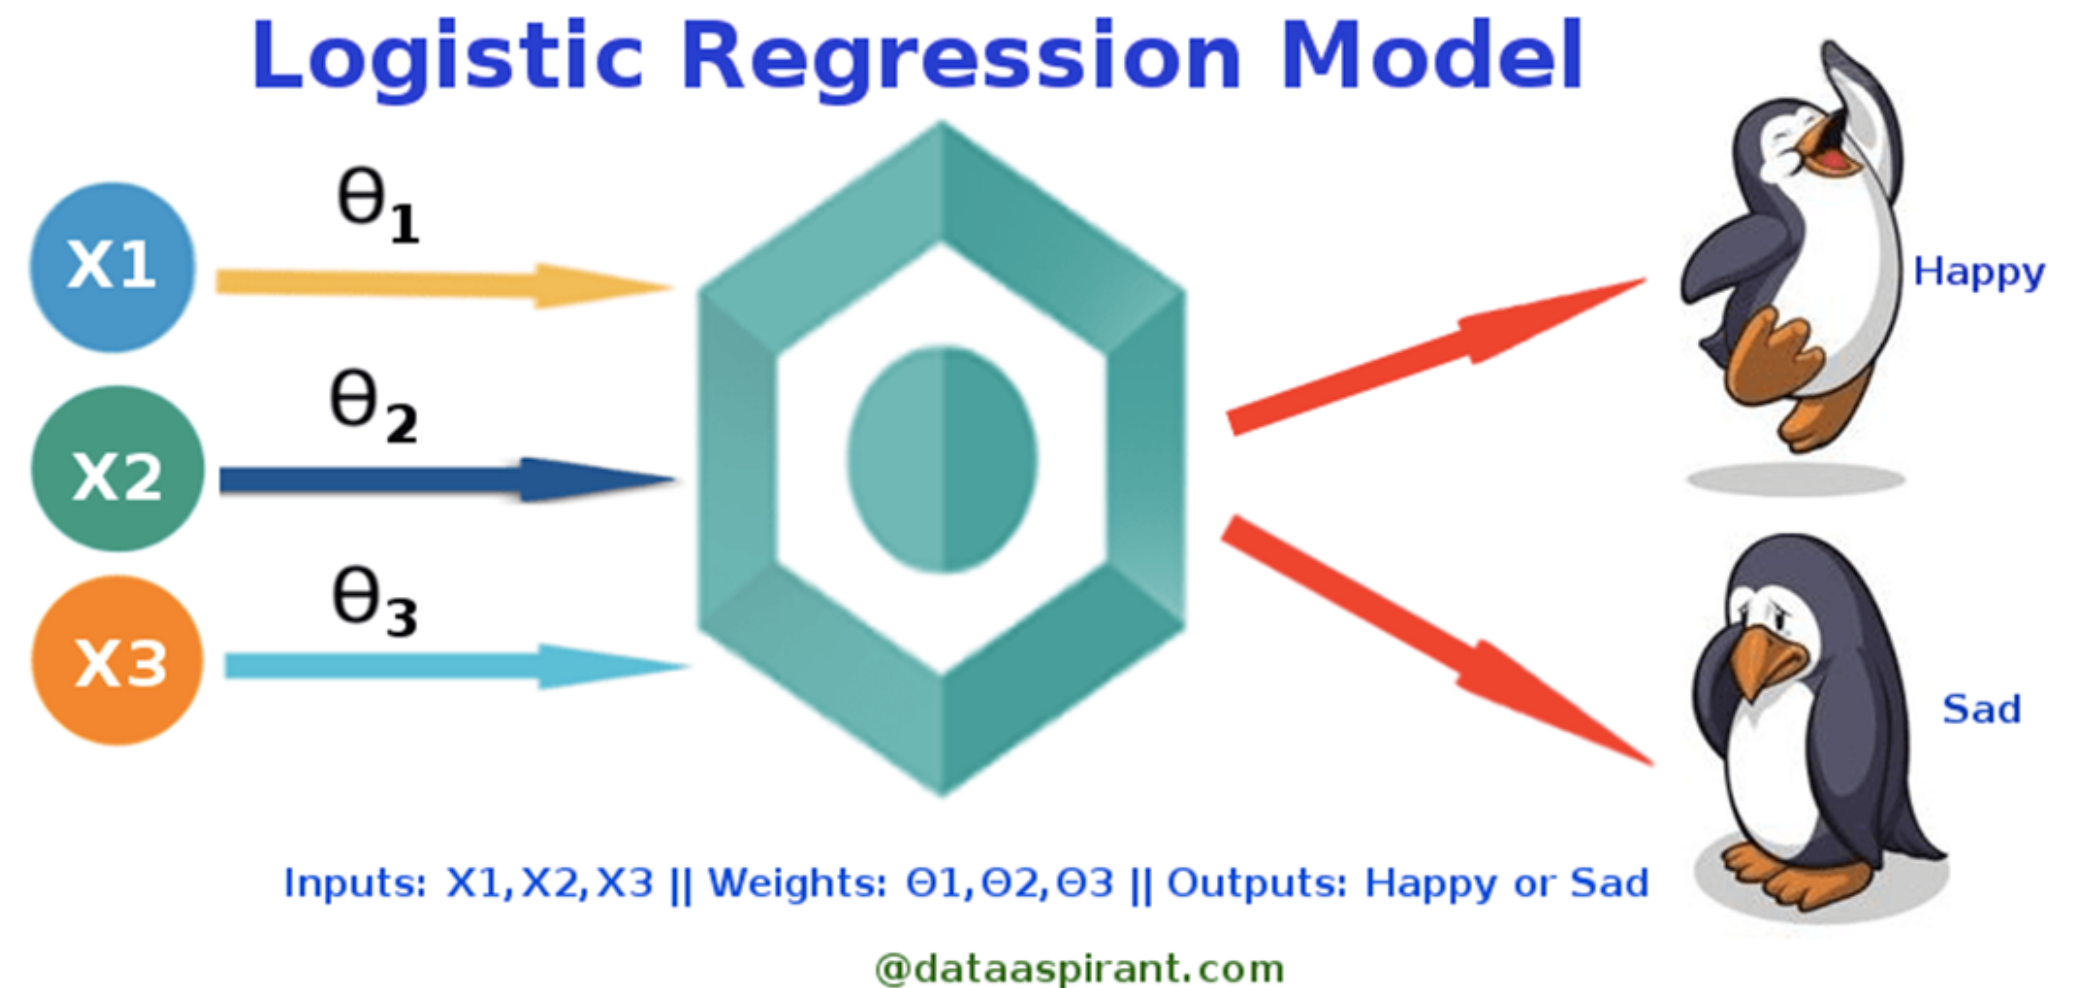 Logistic Regression Model
X1
θ1
X2
θ2
X3
θ3
Happy
Sad
Inputs: X1,X2,X3 || Weights: Θ1,Θ2,Θ3 || Outputs: Happy or Sad
@dataaspirant.com